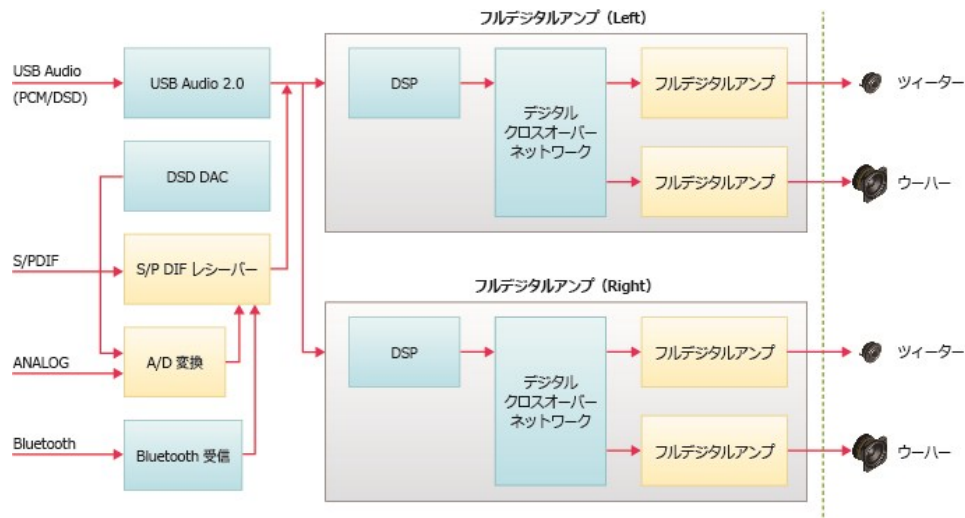 フルデジタルアンプ（Left）
USB Audio
(PCM/DSD)
USB Audio 2.0
DSP
デジタル
クロスオーバー
ネットワーク
フルデジタルアンプ
ツィーター
フルデジタルアンプ
ウーハー
DSD DAC
S/PDIF
S/P DIF レシーバー
ANALOG
A/D 変換
Bluetooth
Bluetooth 受信
フルデジタルアンプ（Right）
DSP
デジタル
クロスオーバー
ネットワーク
フルデジタルアンプ
ツィーター
フルデジタルアンプ
ウーハー